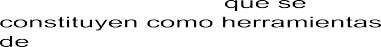 que se
constituyen como herramientas
de